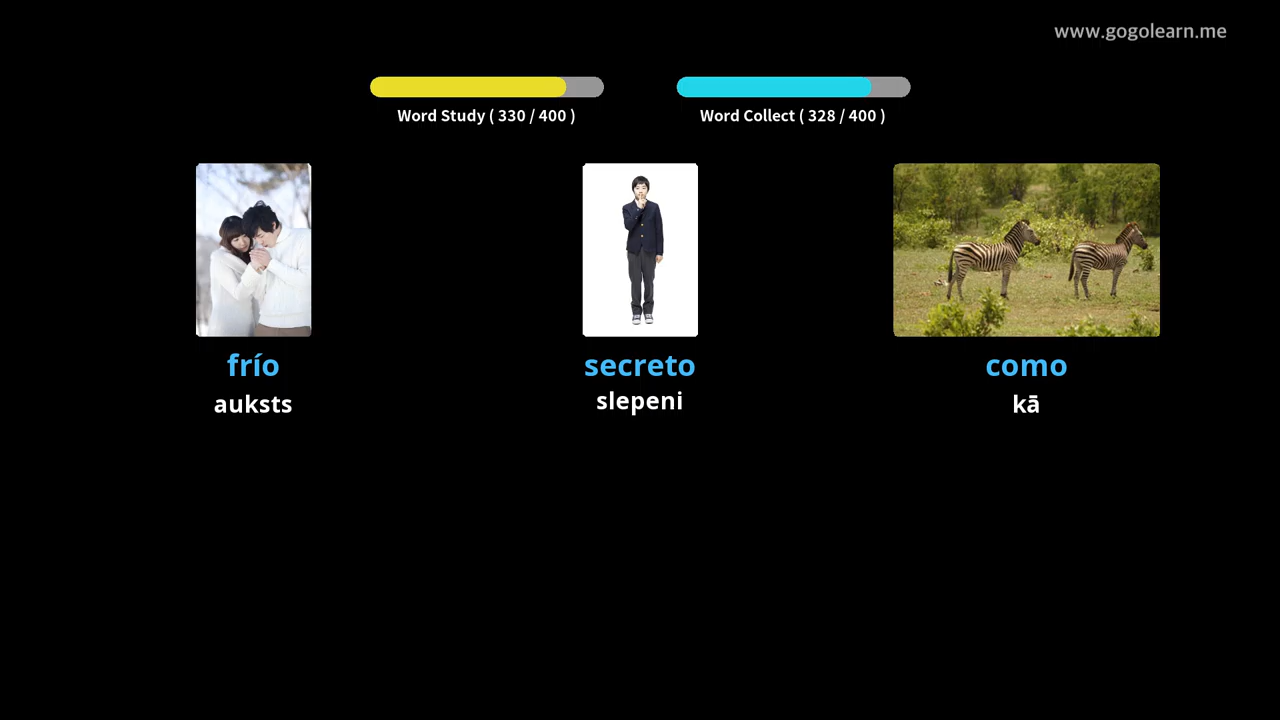 www.gogolearn.me
Word Study ( 330 / 400 )
Word Collect ( 328 / 400 )
frío
auksts
secreto
slepeni
como
kā